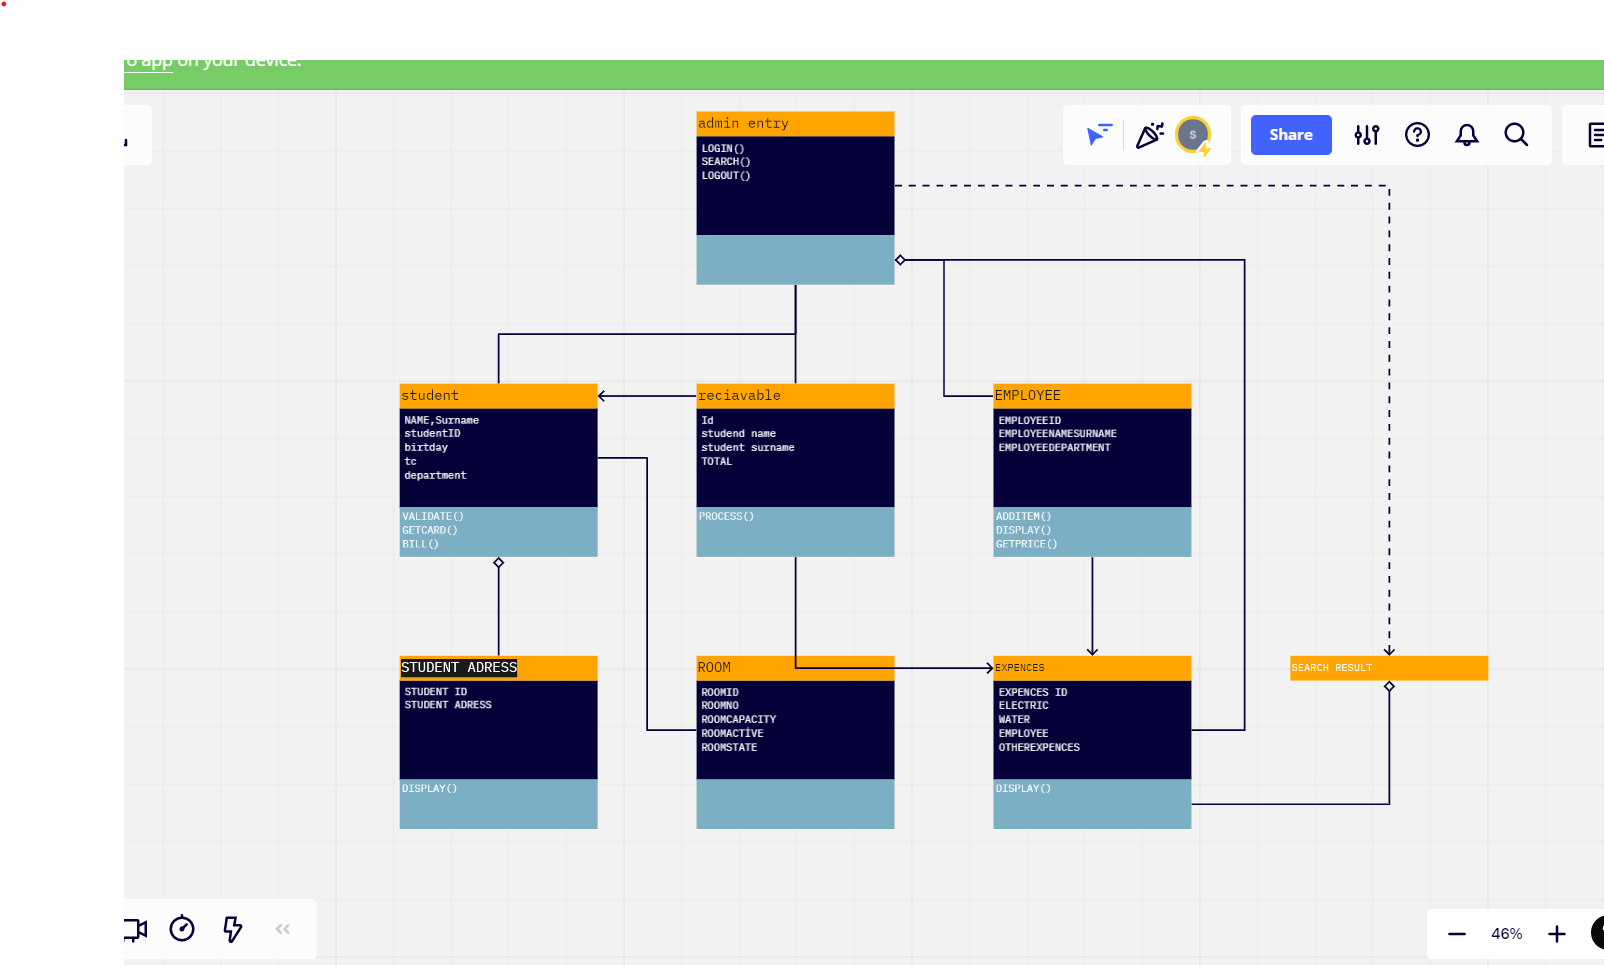 o app on your device.
admin entry
LOGIN()
SEARCH()
LOGOUT()
S
Share
student
NAME,Surname
studentID
birtday
tc
department
VALIDATE()
GETCARD()
BILL()
reciavable
Id
studend name
student surname
TOTAL
PROCESS()
EMPLOYEE
EMPLOYEEID
EMPLOYEENAMESURNAME
EMPLOYEEDEPARTMENT
ADDITEM()
DISPLAY()
GETPRICE()
STUDENT ADRESS
STUDENT ID
STUDENT ADRESS
DISPLAY()
ROOM
ROOMID
ROOMNO
ROOMCAPACITY
ROOMACTİVE
ROOMSTATE
EXPENCES
EXPENCES ID
ELECTRIC
WATER
EMPLOYEE
OTHEREXPENCES
DISPLAY()
SEARCH RESULT
46%